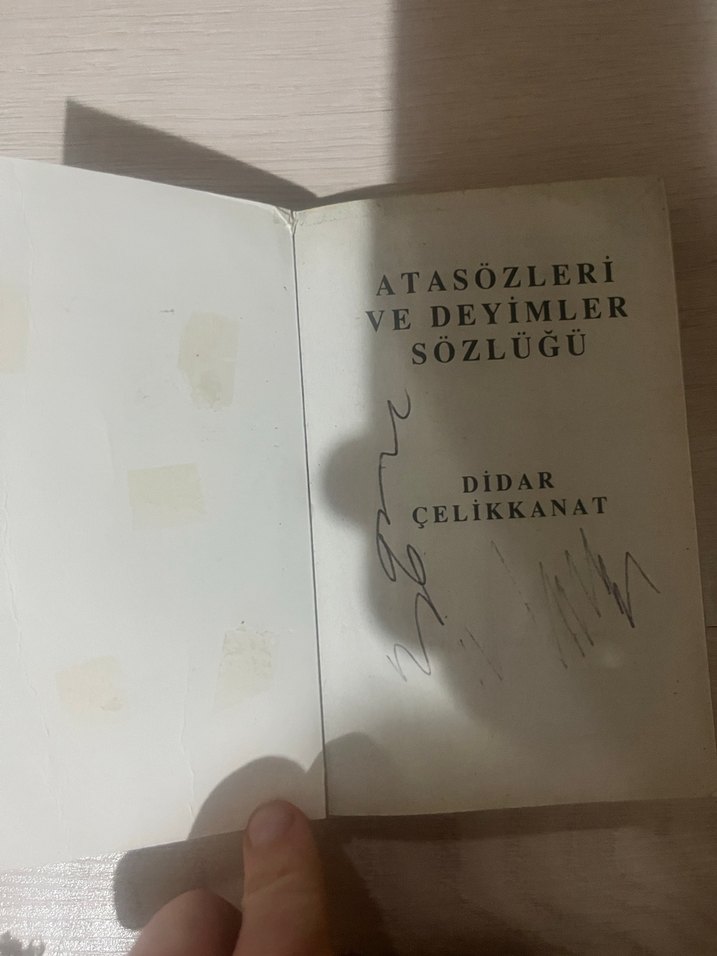 ATASÖZLERİ
VE DEYİMLER
SÖZLÜĞÜ
DİDAR
ÇELİKKANAT